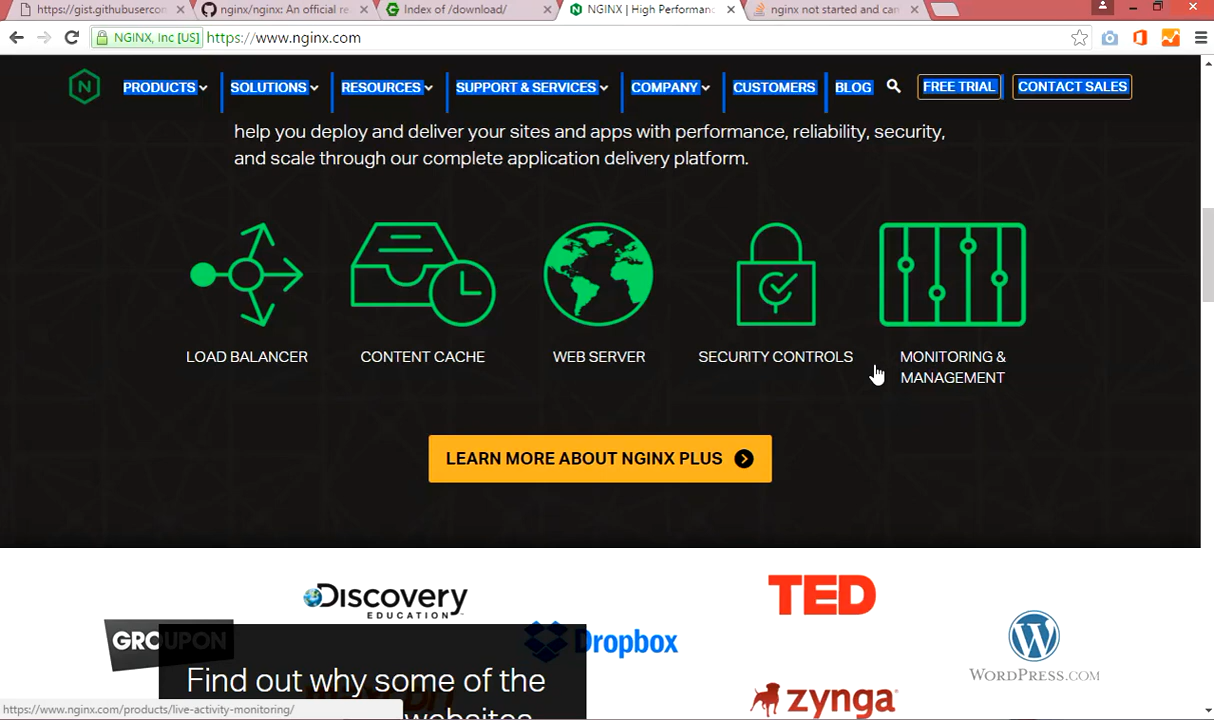 https://gist.githubusercon
nginx/nginx: An official re
Index of /download/
NGINX | High Performanc
nginx not started and can
NGINX, Inc [US]
https://www.nginx.com
PRODUCTS
SOLUTIONS
RESOURCES
SUPPORT & SERVICES
COMPANY
CUSTOMERS
BLOG
FREE TRIAL
CONTACT SALES
help you deploy and deliver your sites and apps with performance, reliability, security,
and scale through our complete application delivery platform.
LOAD BALANCER
CONTENT CACHE
WEB SERVER
SECURITY CONTROLS
MONITORING &
MANAGEMENT
LEARN MORE ABOUT NGINX PLUS
Discovery
EDUCATION
TED
GROUPON
Dropbox
WORDPRESS.COM
Find out why some of the
zynga
websites
https://www.nginx.com/products/live-activity-monitoring/